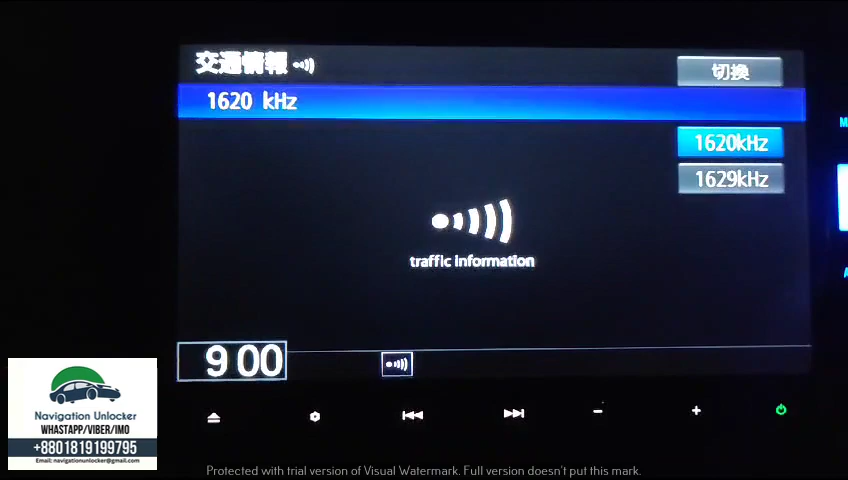 交通情報
切換
1620 kHz
1620kHz
1629kHz
traffic information
9 00
Navigation Unlocker
WHASTAPP/VIBER/IMO
+8801819199795
Email: navigationunlocker@gmail.com
Protected with trial version of Visual Watermark. Full version doesn't put this mark.